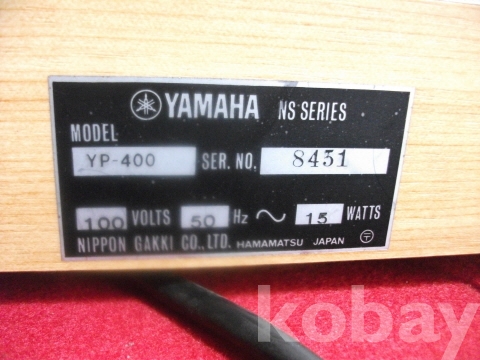 YAMAHA NS SERIES
MODEL
YP-400 SER. NO. 8431
100 VOLTS 50 Hz ~ 15 WATTS
NIPPON GAKKI CO., LTD. HAMAMATSU JAPAN 〒
kobay